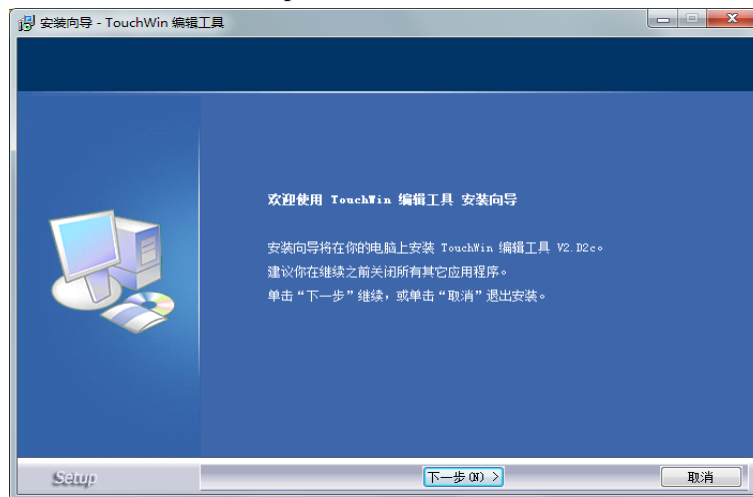 安装向导 - TouchWin 编辑工具
欢迎使用 TouchWin 编辑工具 安装向导
安装向导将在你的电脑上安装 TouchWin 编辑工具 V2.D2c。
建议你在继续之前关闭所有其它应用程序。
单击“下一步”继续，或单击“取消”退出安装。
Setup
下一步(N) >
取消